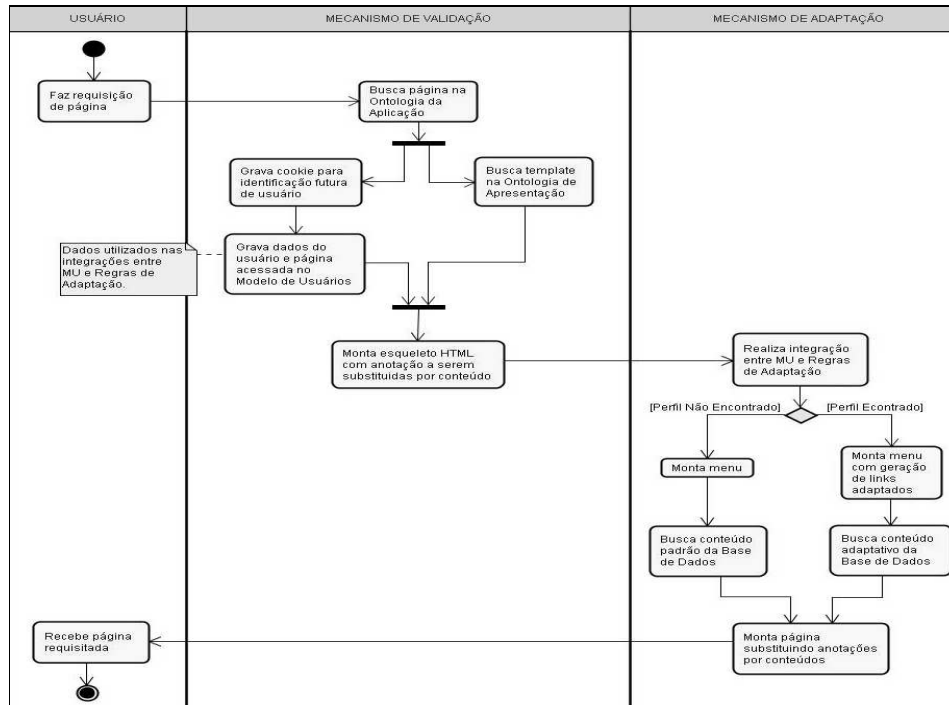 USUÁRIO
MECANISMO DE VALIDAÇÃO
MECANISMO DE ADAPTAÇÃO
Faz requisição
de página
Busca página na
Ontologia da
Aplicação
Grava cookie para
identificação futura
de usuário
Busca template
na Ontologia de
Apresentação
Dados utilizados nas
integrações entre
MU e Regras de
Adaptação.
Grava dados do
usuário e página
acessada no
Modelo de Usuários
Monta esqueleto HTML
com anotação a serem
substituidas por conteúdo
Realiza integração
entre MU e Regras
de Adaptação
[Perfil Não Encontrado]
[Perfil Econtrado]
Monta menu
Monta menu
com geração
de links
adaptados
Busca conteúdo
padrão da Base
de Dados
Busca conteúdo
adaptativo da
Base de Dados
Monta página
substituindo anotações
por conteúdos
Recebe página
requisitada